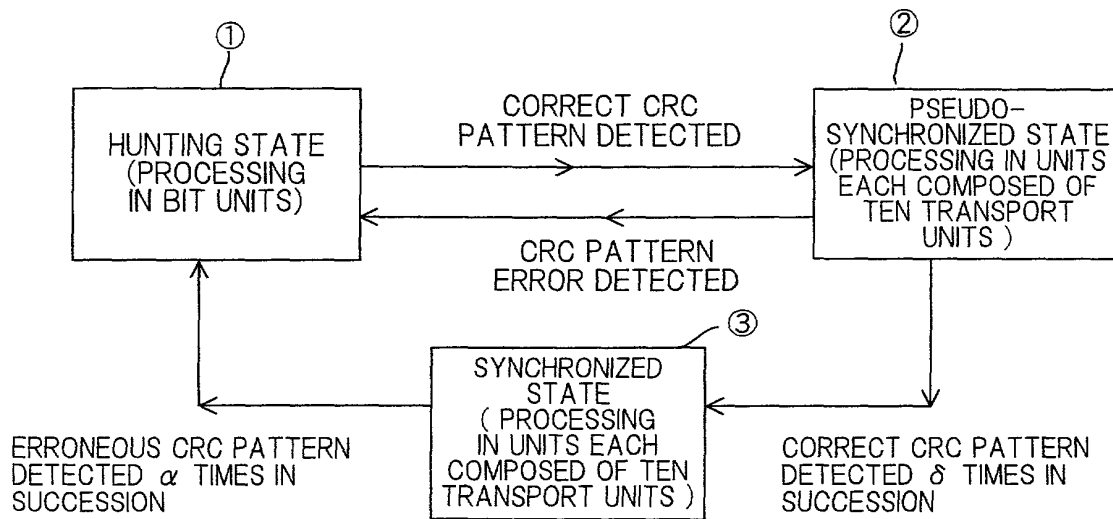 ①
HUNTING STATE
(PROCESSING
IN BIT UNITS)
CORRECT CRC
PATTERN DETECTED
②
PSEUDO-
SYNCHRONIZED STATE
(PROCESSING IN UNITS
EACH COMPOSED OF
TEN TRANSPORT
UNITS )
CRC PATTERN
ERROR DETECTED
③
SYNCHRONIZED
STATE
( PROCESSING
IN UNITS EACH
COMPOSED OF TEN
TRANSPORT UNITS )
ERRONEOUS CRC PATTERN
DETECTED α TIMES IN
SUCCESSION
CORRECT CRC PATTERN
DETECTED δ TIMES IN
SUCCESSION